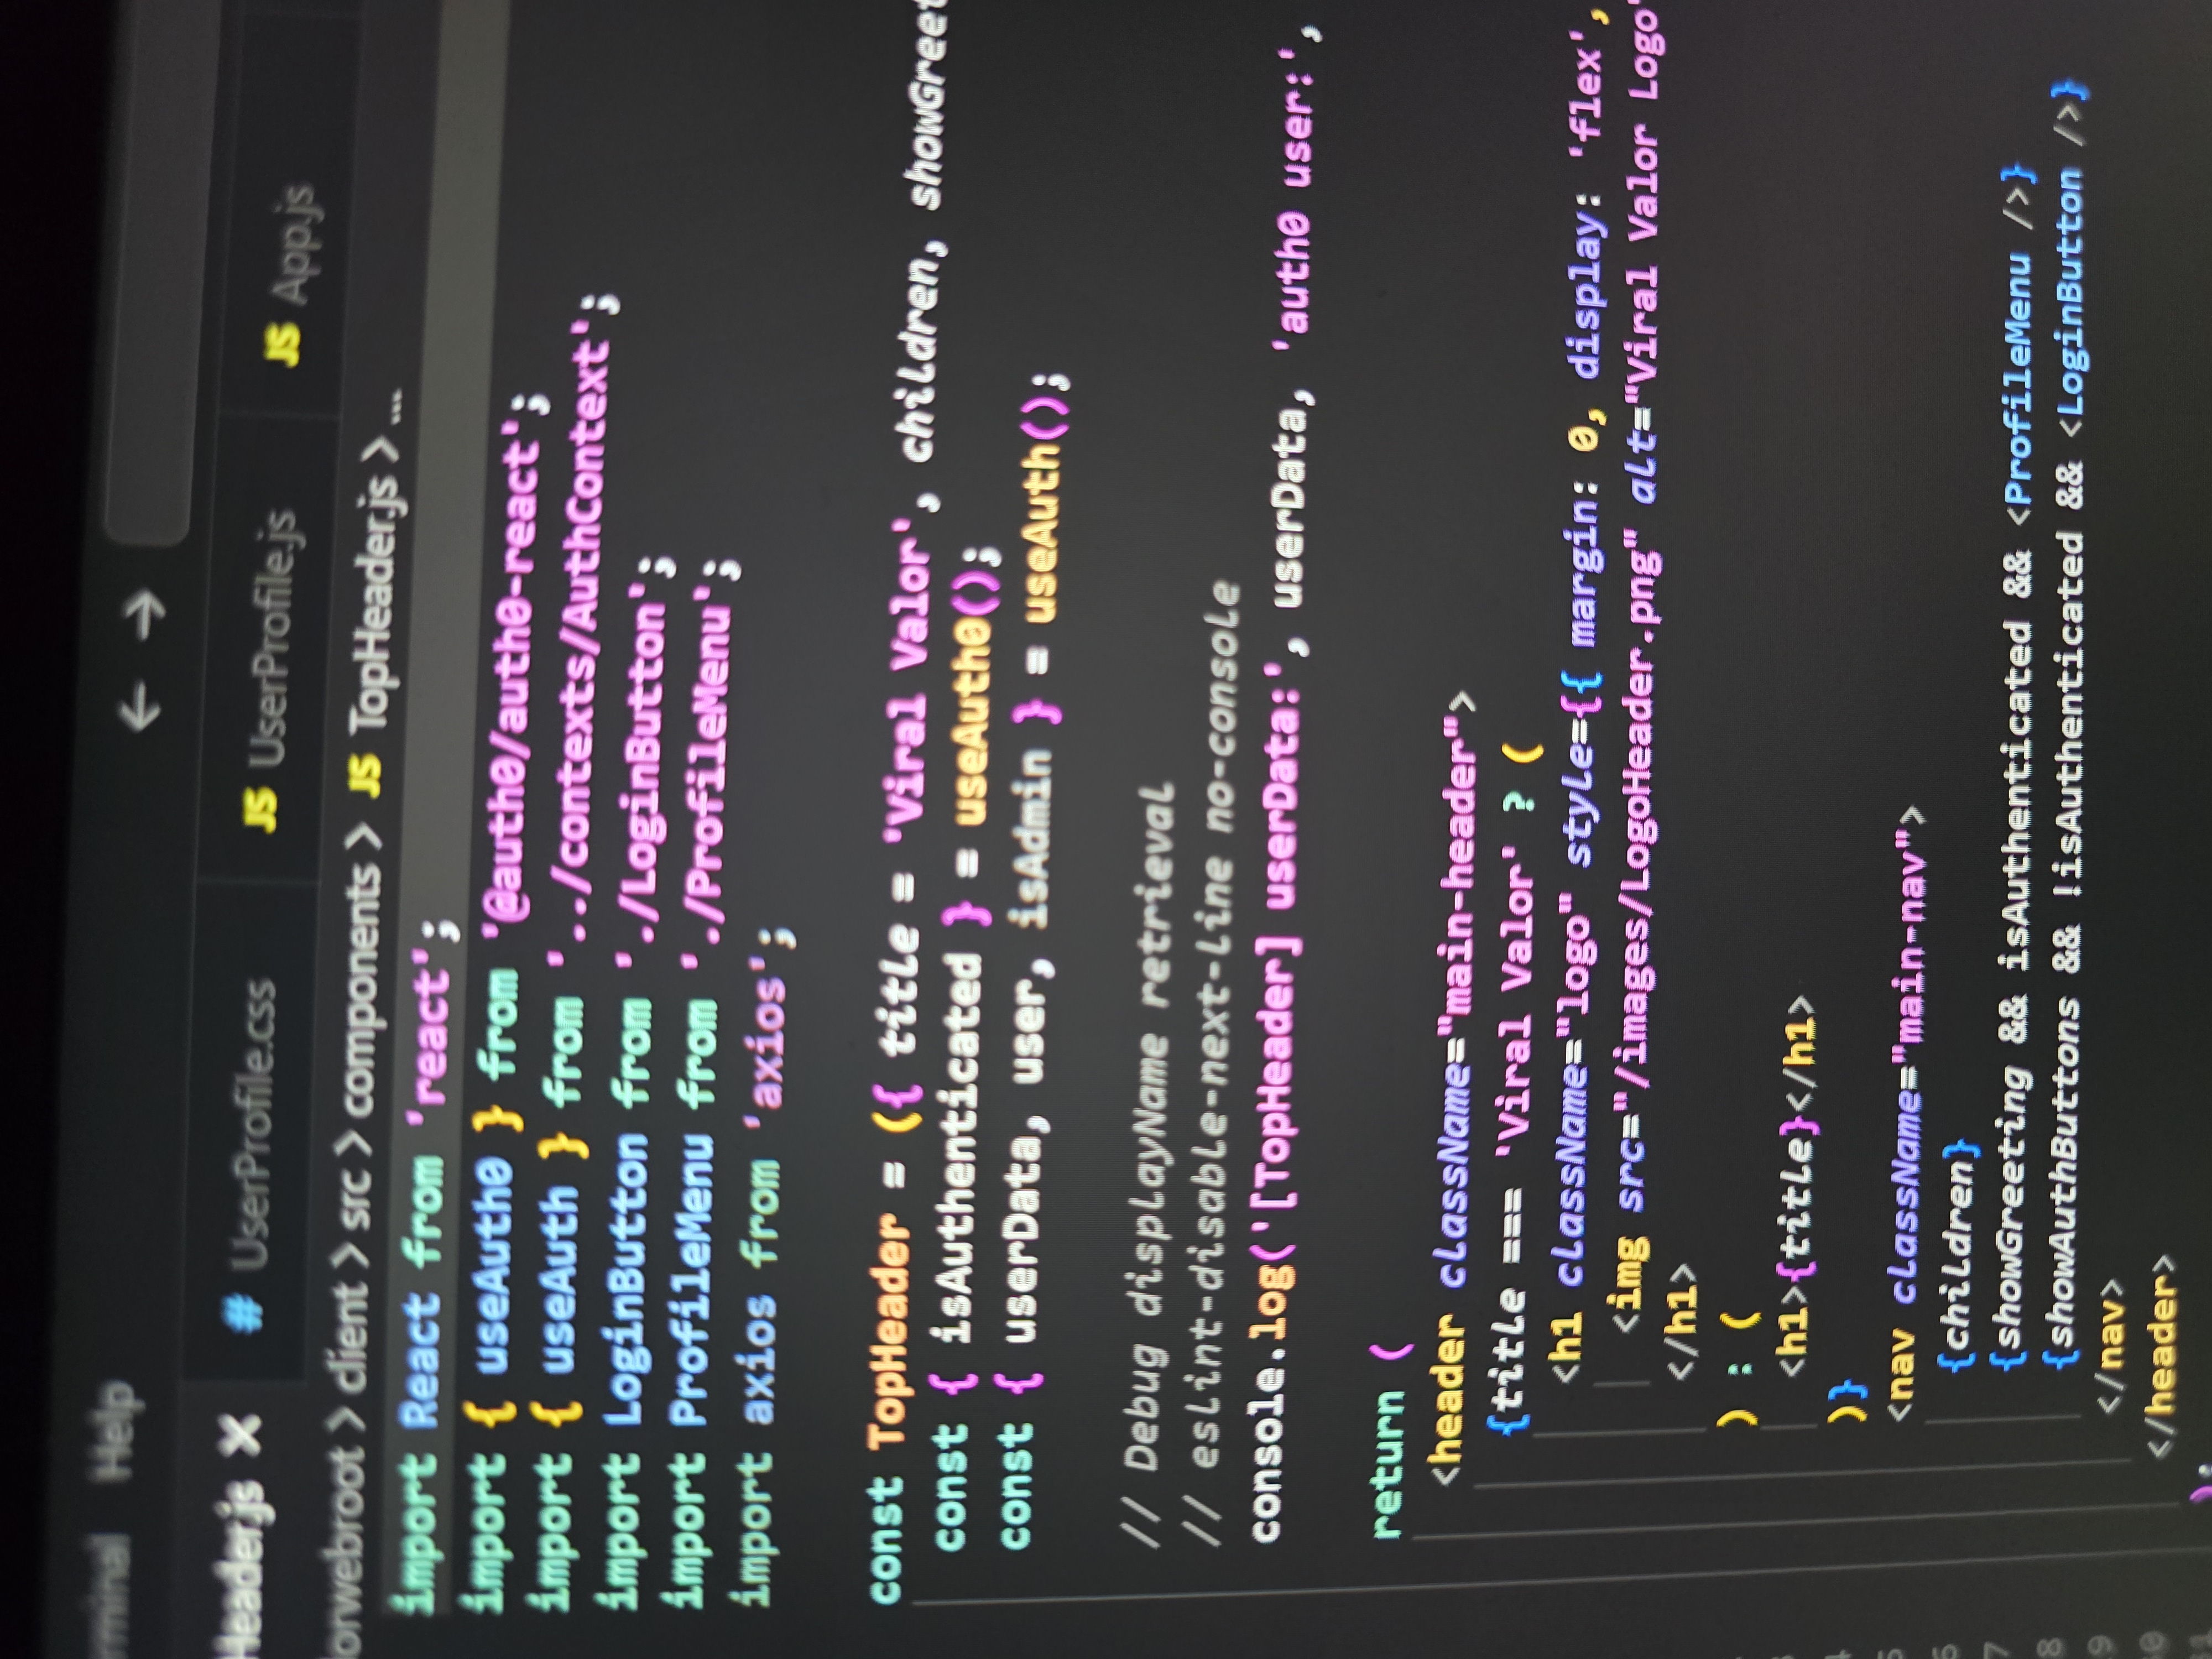 Help
Header.js
# UserProfile.css
JS UserProfile.js
JS App.js
orwebroot > client > src > components > JS TopHeader.js > ...
import React from 'react';
import { useAuth0 } from '@auth0/auth0-react';
import { useAuth } from '../contexts/AuthContext';
import LoginButton from './LoginButton';
import ProfileMenu from './ProfileMenu';
import axios from 'axios';
const TopHeader = ({ title = 'Viral Valor', children, showGreet
const { isAuthenticated } = useAuth0();
const { userData, user, isAdmin } = useAuth();
// Debug displayName retrieval
// eslint-disable-next-line no-console
console.log('[TopHeader] userData:', userData, 'auth0 user:',
return (
<header className="main-header">
{title === 'Viral Valor' ? (
<h1 className="logo" style={{ margin: 0, display: 'flex',
<img src="/images/LogoHeader.png" alt="Viral Valor Logo"
</h1>
) : (
<h1>{title}</h1>
)}
<nav className="main-nav">
{children}
{showGreeting && isAuthenticated && <ProfileMenu />}
{showAuthButtons && !isAuthenticated && <LoginButton />}
</nav>
</header>
);